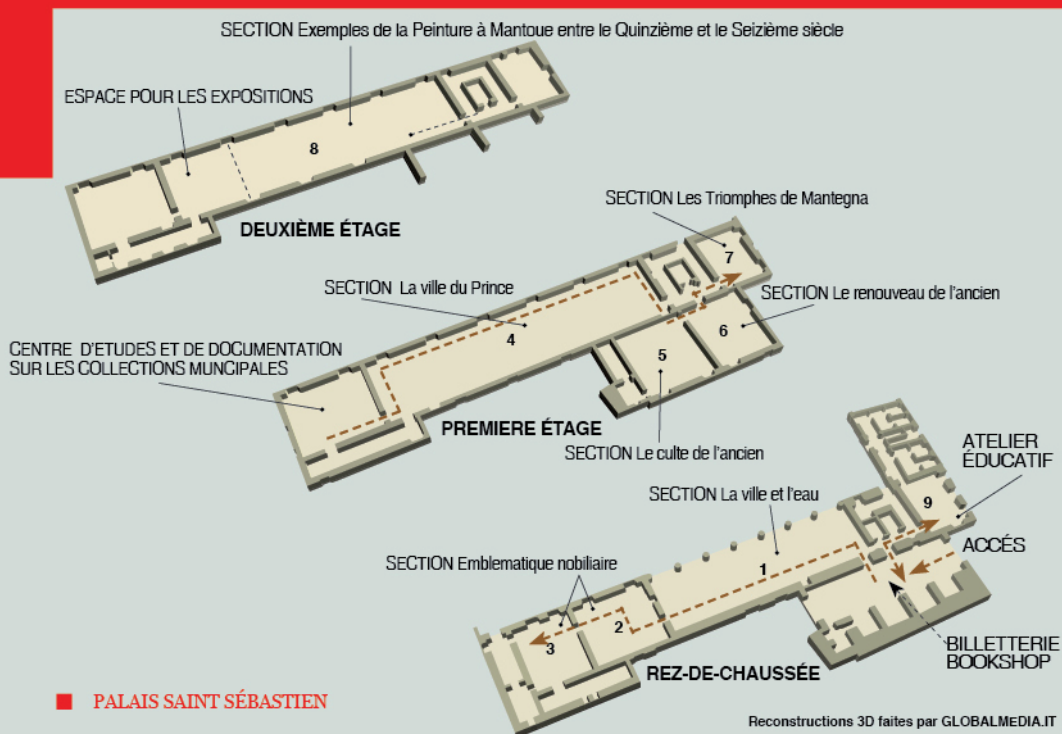 SECTION Exemples de la Peinture à Mantoue entre le Quinzième et le Seizième siècle
ESPACE POUR LES EXPOSITIONS
8
DEUXIÈME ÉTAGE
SECTION Les Triomphes de Mantegna
7
SECTION La ville du Prince
SECTION Le renouveau de l'ancien
4
6
CENTRE D'ETUDES ET DE DOCUMENTATION
SUR LES COLLECTIONS MUNCIPALES
5
PREMIERE ÉTAGE
SECTION Le culte de l'ancien
ATELIER
ÉDUCATIF
SECTION La ville et l'eau
9
ACCÉS
SECTION Emblematique nobiliaire
1
2
3
BILLETTERIE
BOOKSHOP
REZ-DE-CHAUSSÉE
PALAIS SAINT SÉBASTIEN
Reconstructions 3D faites par GLOBALMEDIA.IT